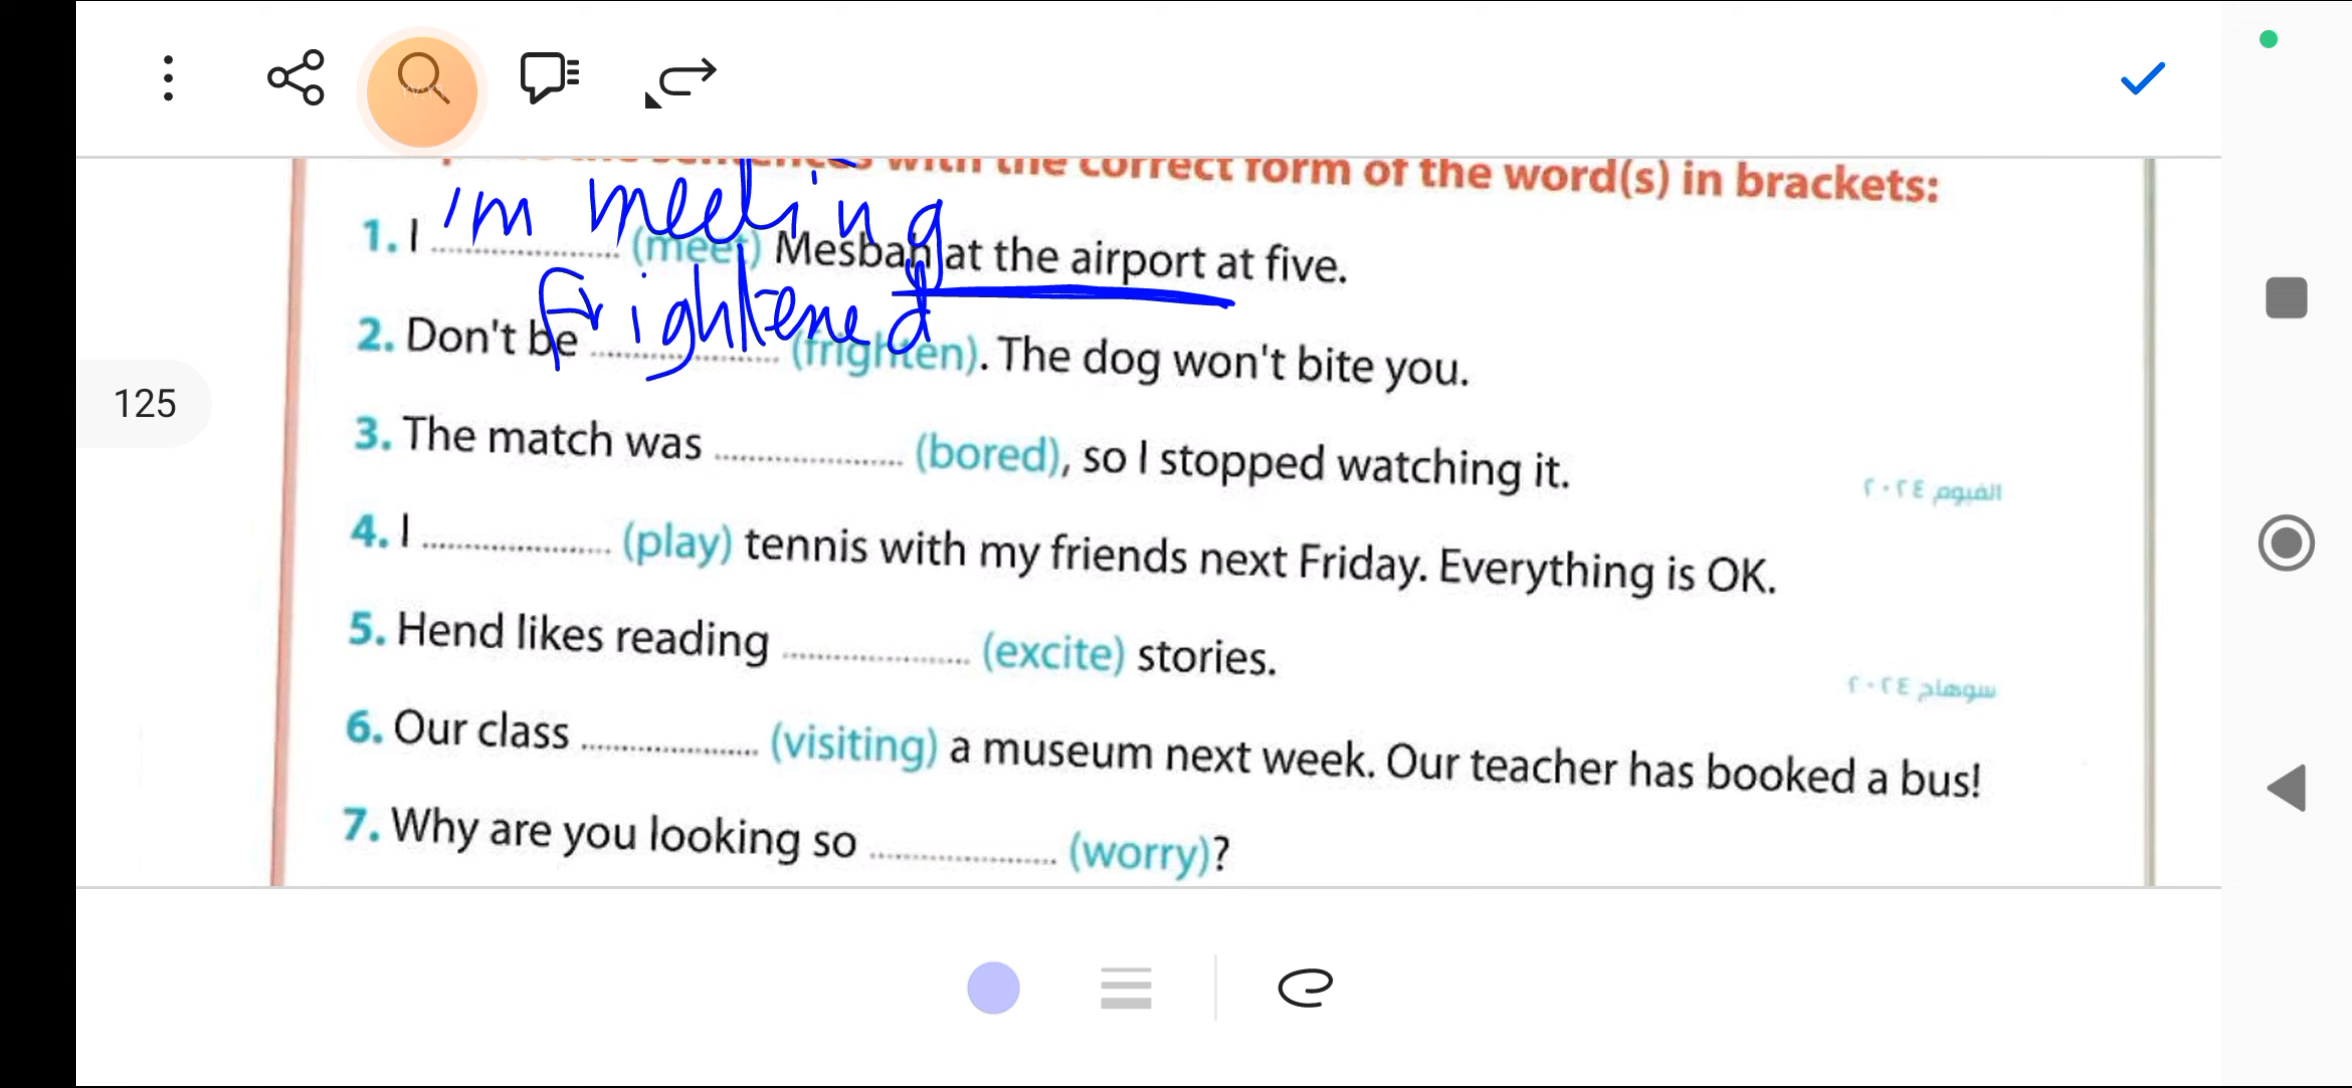 with the correct form of the word(s) in brackets:
'm meeting
1. I .................... (meet) Mesbah at the airport at five.
frightened
2. Don't be .................... (frighten). The dog won't bite you.
125
3. The match was .................... (bored), so I stopped watching it.
الفيوم ٢٠٢٤
4. I .................... (play) tennis with my friends next Friday. Everything is OK.
5. Hend likes reading .................... (excite) stories.
سوهاج ٢٠٢٤
6. Our class .................... (visiting) a museum next week. Our teacher has booked a bus!
7. Why are you looking so .................... (worry)?